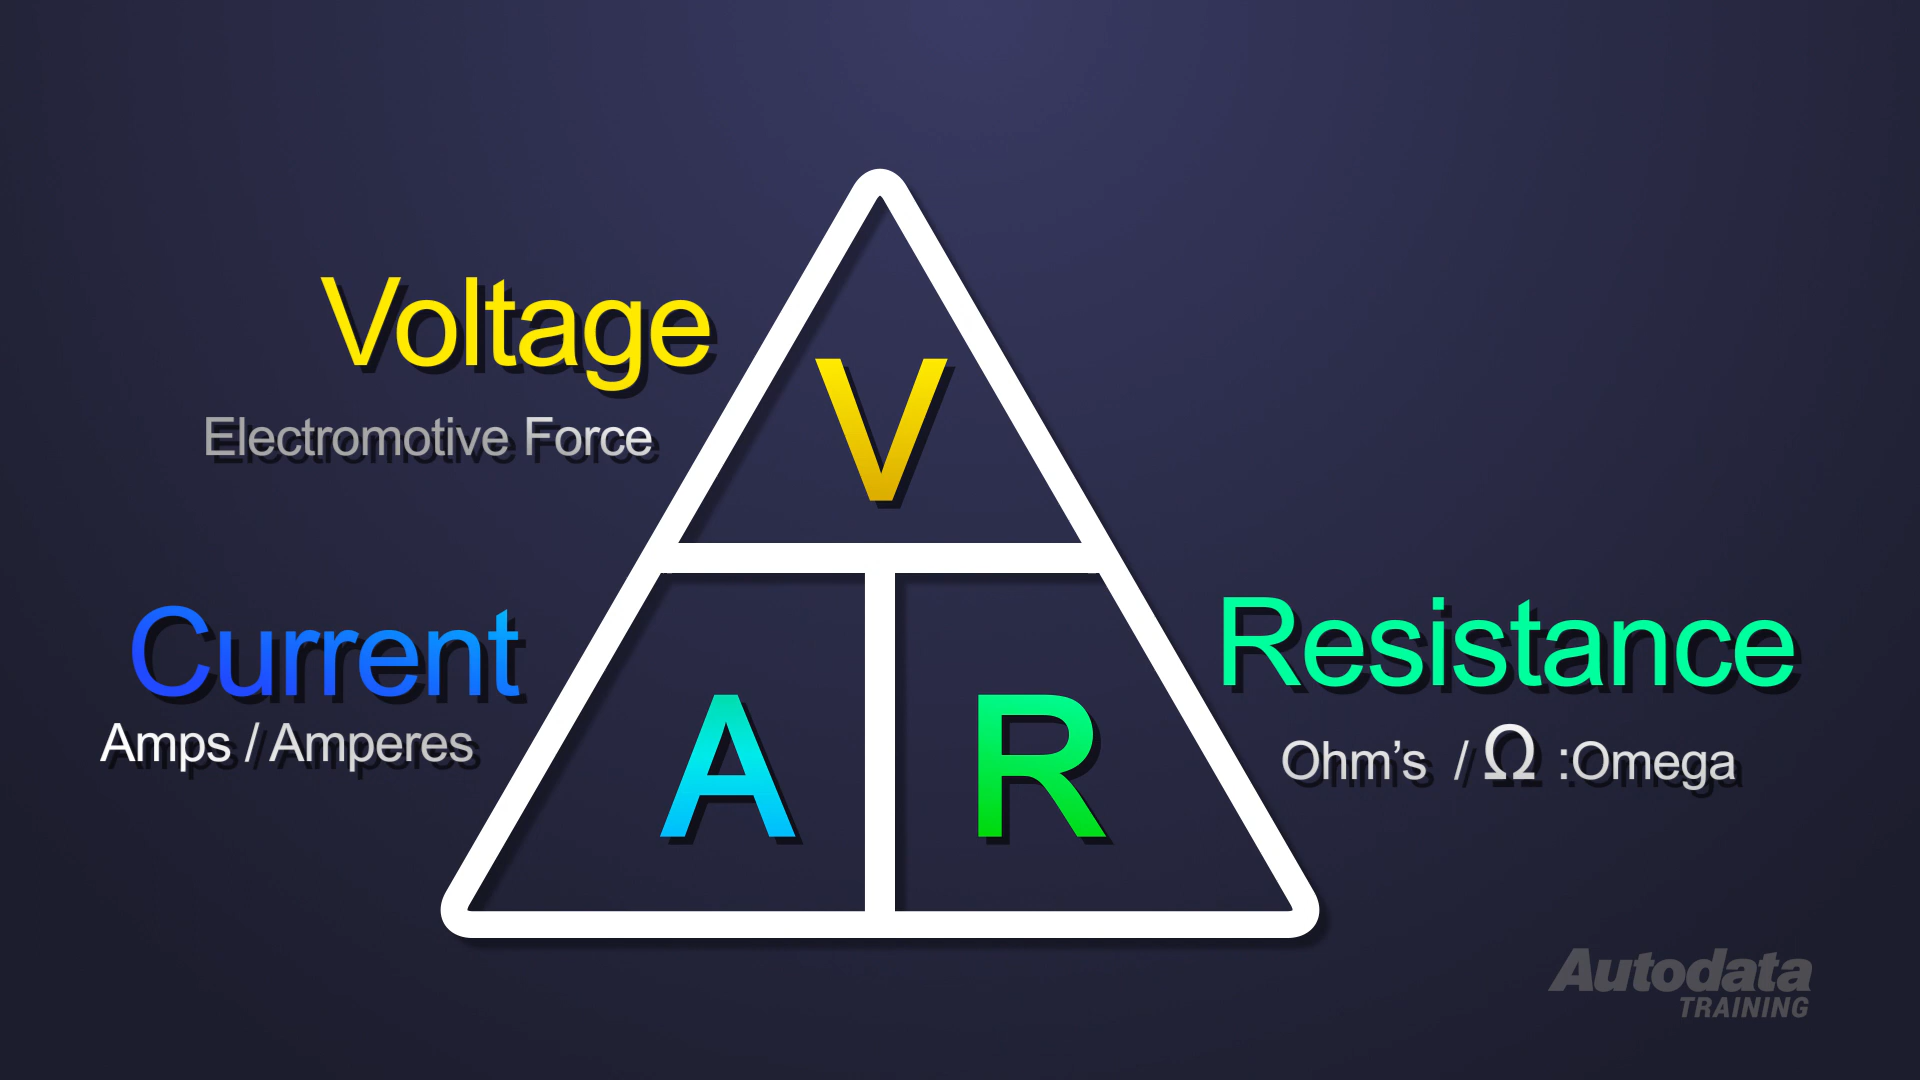 Voltage
Electromotive Force
V
Current
Amps / Amperes
A
R
Resistance
Ohm’s / Ω :Omega
Autodata
TRAINING